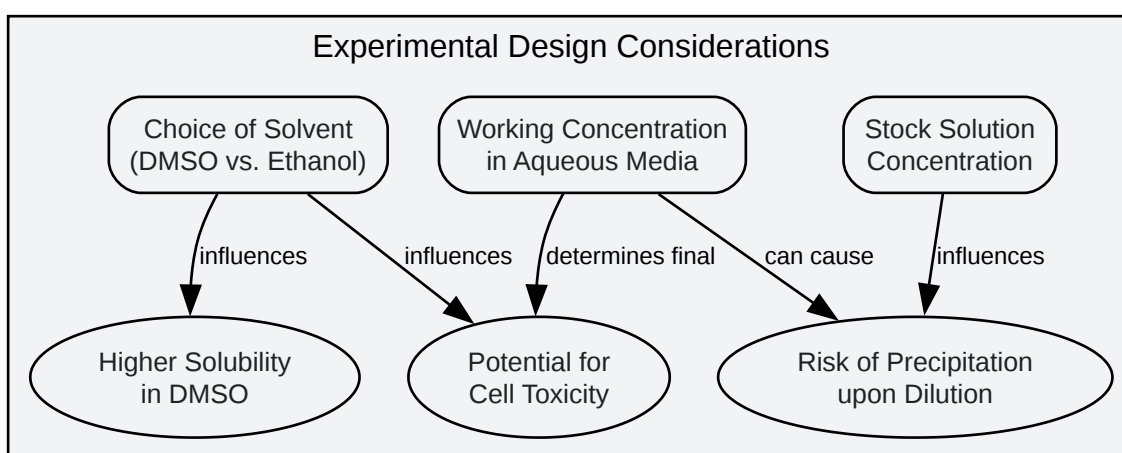 Experimental Design Considerations
Choice of Solvent
(DMSO vs. Ethanol)
Working Concentration
in Aqueous Media
Stock Solution
Concentration
influences
influences
determines final
can cause
influences
Higher Solubility
in DMSO
Potential for
Cell Toxicity
Risk of Precipitation
upon Dilution